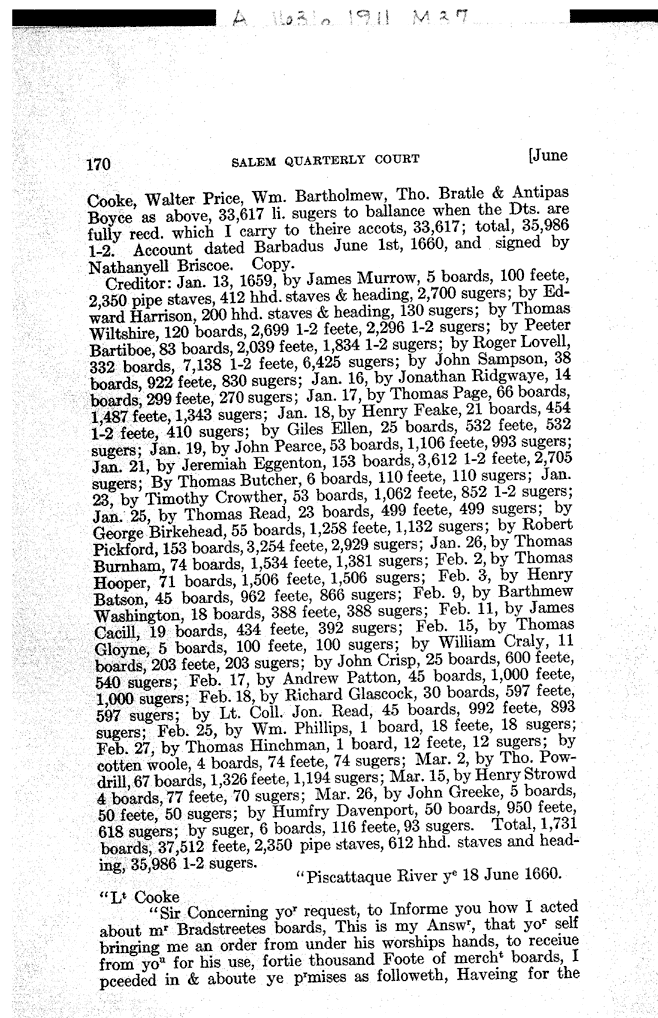 A 11631a 1911 M 27
170 SALEM QUARTERLY COURT [June
Cooke, Walter Price, Wm. Bartholmew, Tho. Bratle & Antipas
Boyce as above, 33,617 li. sugers to ballance when the Dts. are
fully recd. which I carry to theire accots, 33,617; total, 35,986
1-2. Account dated Barbadus June 1st, 1660, and signed by
Nathanyell Briscoe. Copy.
Creditor: Jan. 13, 1659, by James Murrow, 5 boards, 100 feete,
2,350 pipe staves, 412 hhd. staves & heading, 2,700 sugers; by Ed-
ward Harrison, 200 hhd. staves & heading, 130 sugers; by Thomas
Wiltshire, 120 boards, 2,699 1-2 feete, 2,296 1-2 sugers; by Peeter
Bartiboe, 83 boards, 2,039 feete, 1,834 1-2 sugers; by Roger Lovell,
332 boards, 7,138 1-2 feete, 6,425 sugers; by John Sampson, 38
boards, 922 feete, 830 sugers; Jan. 16, by Jonathan Ridgwaye, 14
boards, 299 feete, 270 sugers; Jan. 17, by Thomas Page, 66 boards,
1,487 feete, 1,343 sugers; Jan. 18, by Henry Feake, 21 boards, 454
1-2 feete, 410 sugers; by Giles Ellen, 25 boards, 532 feete, 532
sugers; Jan. 19, by John Pearce, 53 boards, 1,106 feete, 993 sugers;
Jan. 21, by Jeremiah Eggenton, 153 boards, 3,612 1-2 feete, 2,705
sugers; By Thomas Butcher, 6 boards, 110 feete, 110 sugers; Jan.
23, by Timothy Crowther, 53 boards, 1,062 feete, 852 1-2 sugers;
Jan. 25, by Thomas Read, 23 boards, 499 feete, 499 sugers; by
George Birkehead, 55 boards, 1,258 feete, 1,132 sugers; by Robert
Pickford, 153 boards, 3,254 feete, 2,929 sugers; Jan. 26, by Thomas
Burnham, 74 boards, 1,534 feete, 1,381 sugers; Feb. 2, by Thomas
Hooper, 71 boards, 1,506 feete, 1,506 sugers; Feb. 3, by Henry
Batson, 45 boards, 962 feete, 866 sugers; Feb. 9, by Barthmew
Washington, 18 boards, 388 feete, 388 sugers; Feb. 11, by James
Cacill, 19 boards, 434 feete, 392 sugers; Feb. 15, by Thomas
Gloyne, 5 boards, 100 feete, 100 sugers; by William Craly, 11
boards, 203 feete, 203 sugers; by John Crisp, 25 boards, 600 feete,
540 sugers; Feb. 17, by Andrew Patton, 45 boards, 1,000 feete,
1,000 sugers; Feb. 18, by Richard Glascock, 30 boards, 597 feete,
597 sugers; by Lt. Coll. Jon. Read, 45 boards, 992 feete, 893
sugers; Feb. 25, by Wm. Phillips, 1 board, 18 feete, 18 sugers;
Feb. 27, by Thomas Hinchman, 1 board, 12 feete, 12 sugers; by
cotten woole, 4 boards, 74 feete, 74 sugers; Mar. 2, by Tho. Pow-
drill, 67 boards, 1,326 feete, 1,194 sugers; Mar. 15, by Henry Strowd
4 boards, 77 feete, 70 sugers; Mar. 26, by John Greeke, 5 boards,
50 feete, 50 sugers; by Humfry Davenport, 50 boards, 950 feete,
618 sugers; by suger, 6 boards, 116 feete, 93 sugers. Total, 1,731
boards, 37,512 feete, 2,350 pipe staves, 612 hhd. staves and head-
ing, 35,986 1-2 sugers.
"Piscattaque River yᵉ 18 June 1660.
"Lᵗ Cooke
"Sir Concerning yoʳ request, to Informe you how I acted
about mʳ Bradstreetes boards, This is my Answʳ, that yoʳ self
bringing me an order from under his worships hands, to receiue
from yoᵘ for his use, fortie thousand Foote of mercht boards, I
pceeded in & aboute ye pʳmises as followeth, Haveing for the